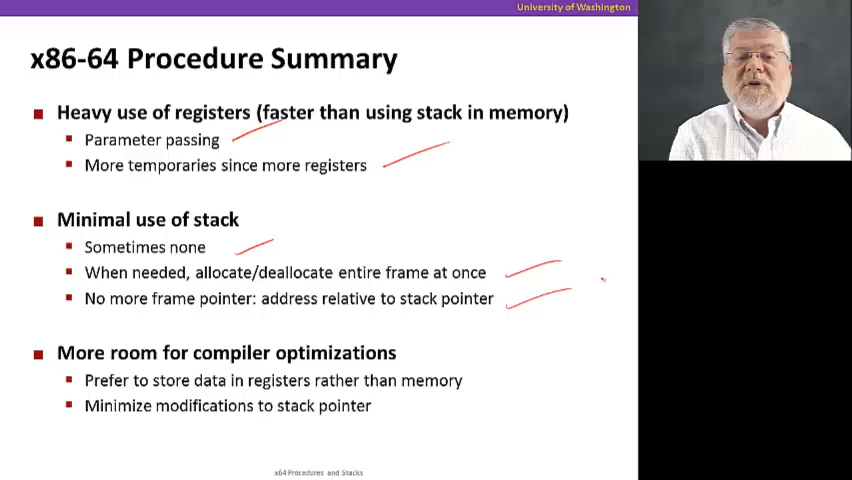 University of Washington
x86-64 Procedure Summary
Heavy use of registers (faster than using stack in memory)
Parameter passing
More temporaries since more registers
Minimal use of stack
Sometimes none
When needed, allocate/deallocate entire frame at once
No more frame pointer: address relative to stack pointer
More room for compiler optimizations
Prefer to store data in registers rather than memory
Minimize modifications to stack pointer
x64 Procedures and Stacks